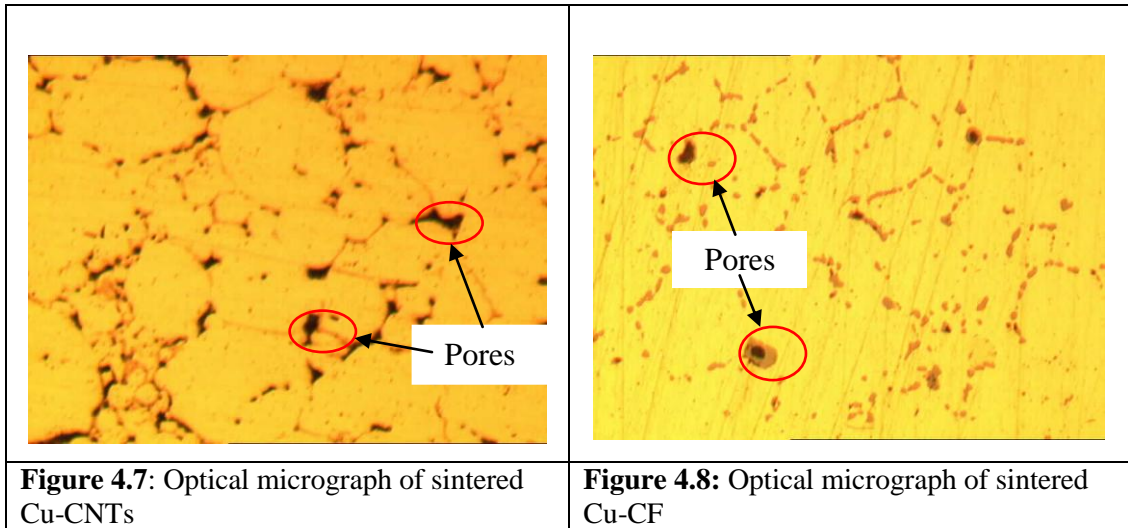 Pores
Pores
Figure 4.7: Optical micrograph of sintered
Cu-CNTs
Figure 4.8: Optical micrograph of sintered
Cu-CF